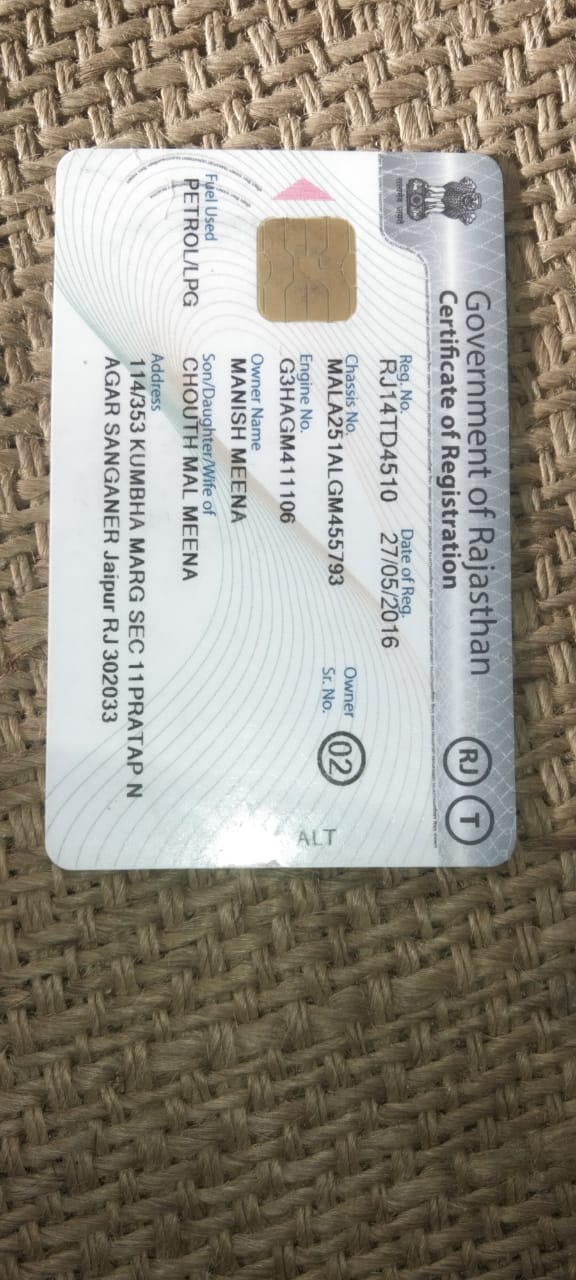 Government of Rajasthan
Certificate of Registration
RJ T
Reg. No. Date of Reg.
RJ14TD4510 27/05/2016
Chassis No. Owner Sr. No. 02
MALA251ALGM455793
Engine No.
G3HAGM411106
ALT
Owner Name
MANISH MEENA
Fuel Used
PETROL/LPG
Son/Daughter/Wife of
CHOUTH MAL MEENA
Address
114/353 KUMBHA MARG SEC 11PRATAP N
AGAR SANGANER Jaipur RJ 302033